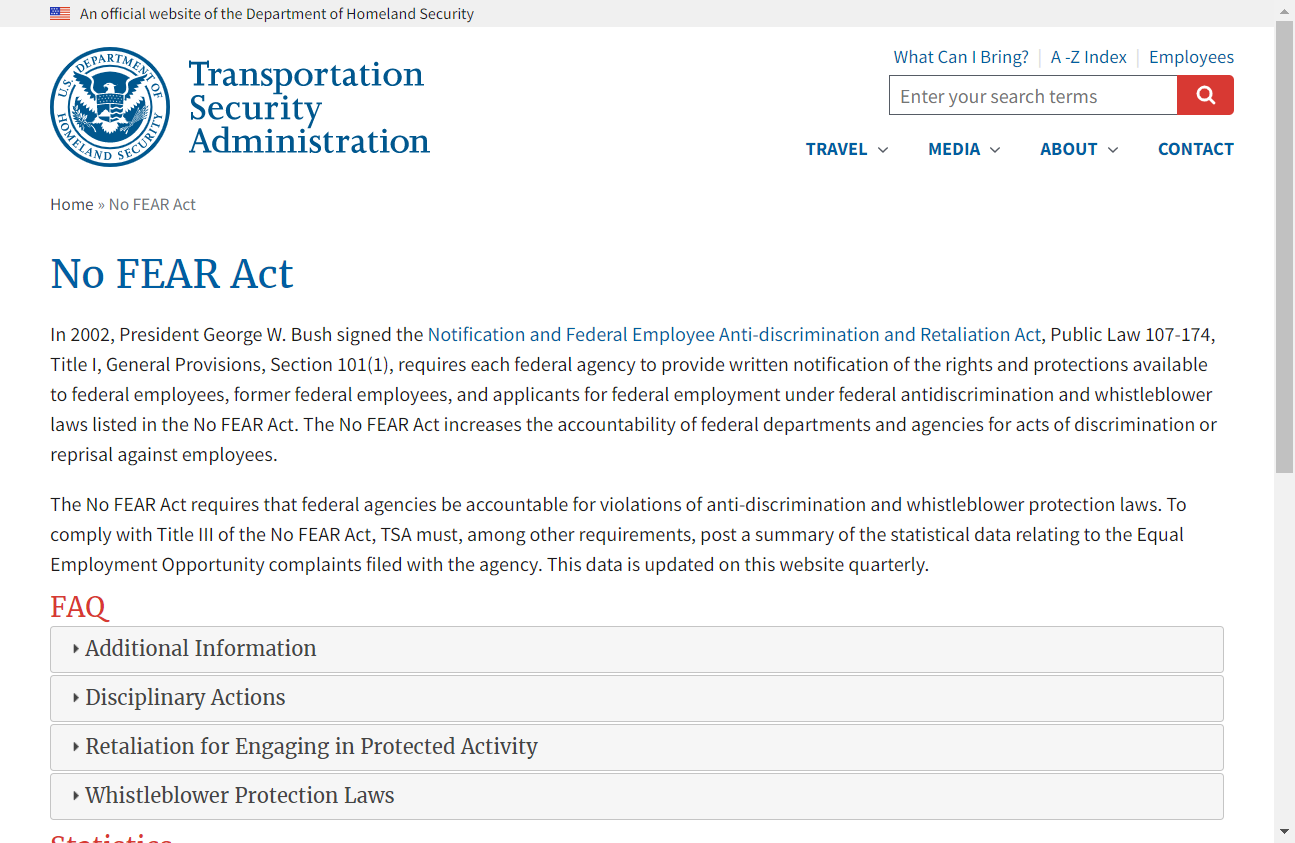 An official website of the Department of Homeland Security
U.S. DEPARTMENT OF
HOMELAND SECURITY
Transportation
Security
Administration
What Can I Bring?
A -Z Index
Employees
Enter your search terms
TRAVEL
MEDIA
ABOUT
CONTACT
Home » No FEAR Act
No FEAR Act
In 2002, President George W. Bush signed the Notification and Federal Employee Anti-discrimination and Retaliation Act, Public Law 107-174,
Title I, General Provisions, Section 101(1), requires each federal agency to provide written notification of the rights and protections available
to federal employees, former federal employees, and applicants for federal employment under federal antidiscrimination and whistleblower
laws listed in the No FEAR Act. The No FEAR Act increases the accountability of federal departments and agencies for acts of discrimination or
reprisal against employees.
The No FEAR Act requires that federal agencies be accountable for violations of anti-discrimination and whistleblower protection laws. To
comply with Title III of the No FEAR Act, TSA must, among other requirements, post a summary of the statistical data relating to the Equal
Employment Opportunity complaints filed with the agency. This data is updated on this website quarterly.
FAQ
Additional Information
Disciplinary Actions
Retaliation for Engaging in Protected Activity
Whistleblower Protection Laws
Statistics